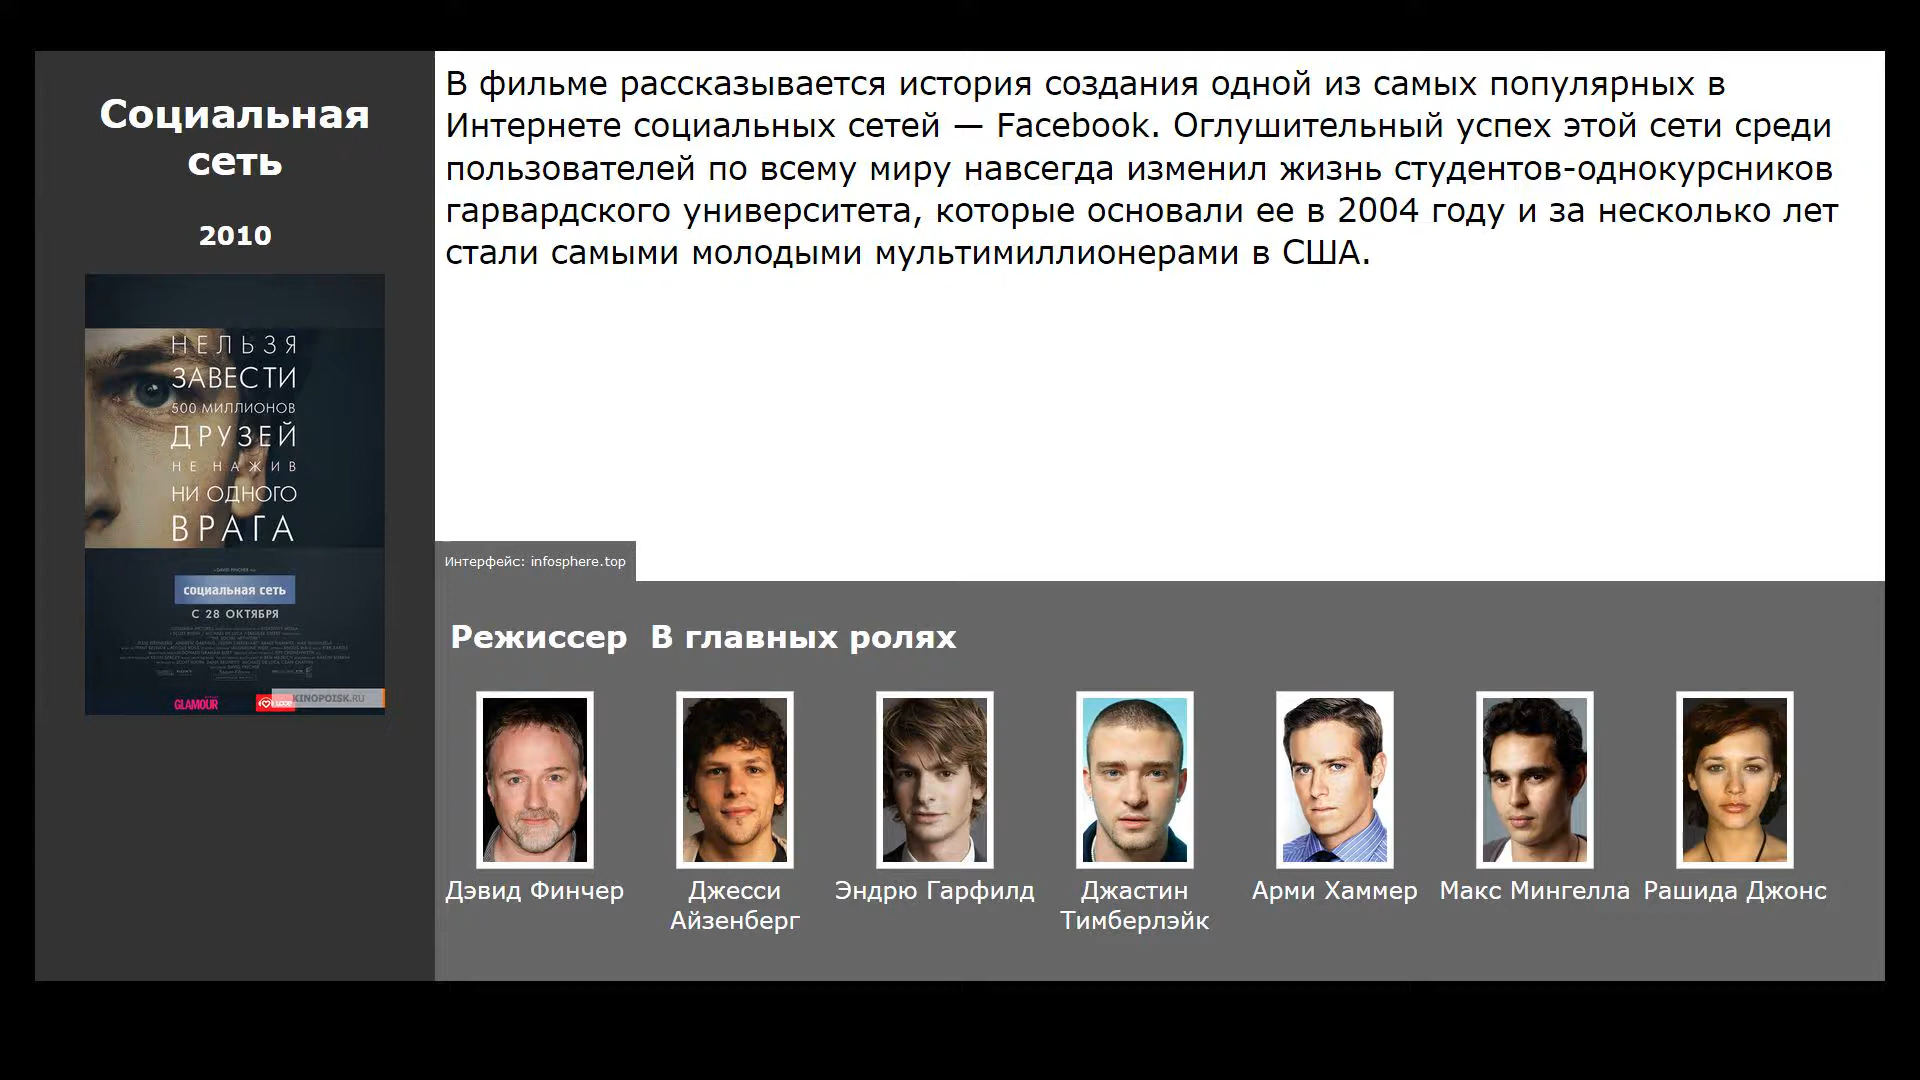 Социальная
сеть
2010
НЕЛЬЗЯ
ЗАВЕСТИ
500 МИЛЛИОНОВ
ДРУЗЕЙ
НЕ НАЖИВ
НИ ОДНОГО
ВРАГА
социальная сеть
С 28 ОКТЯБРЯ
GLAMOUR
KINOPOISK.RU
В фильме рассказывается история создания одной из самых популярных в
Интернете социальных сетей — Facebook. Оглушительный успех этой сети среди
пользователей по всему миру навсегда изменил жизнь студентов-однокурсников
гарвардского университета, которые основали ее в 2004 году и за несколько лет
стали самыми молодыми мультимиллионерами в США.
Интерфейс: infosphere.top
Режиссер В главных ролях
Дэвид Финчер
Джесси
Айзенберг
Эндрю Гарфилд
Джастин
Тимберлэйк
Арми Хаммер
Макс Мингелла
Рашида Джонс